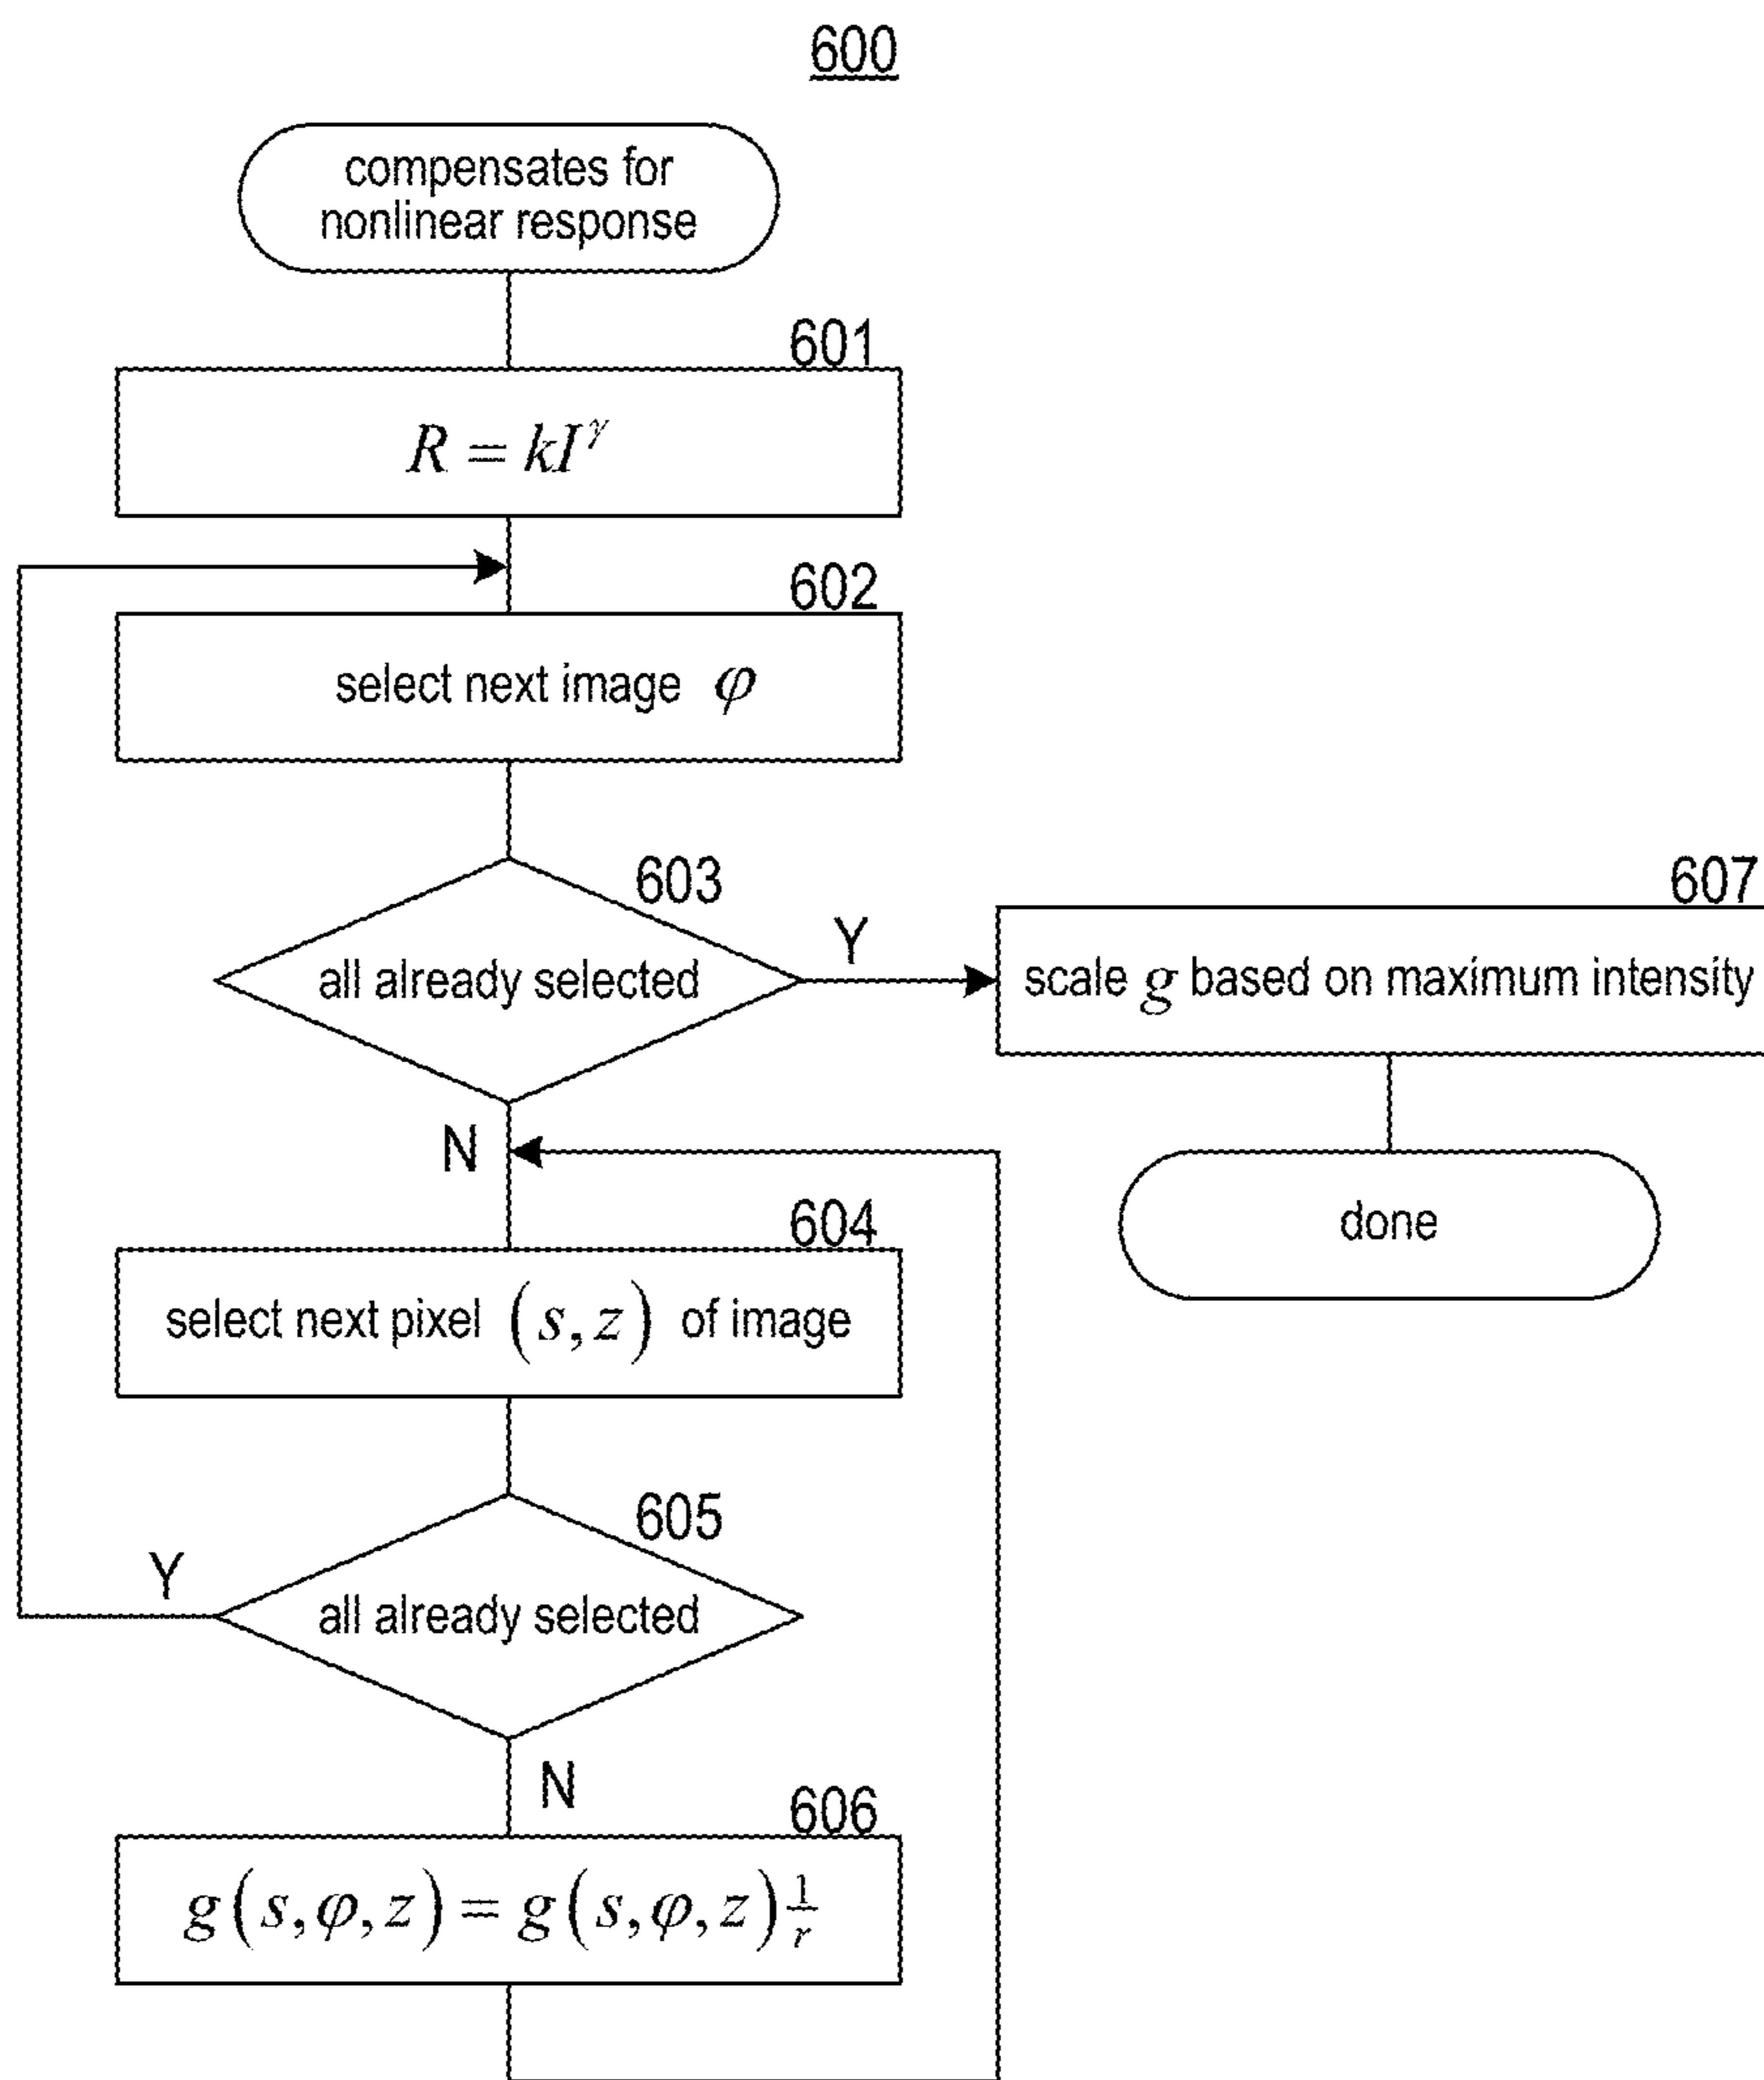 600
compensates for
nonlinear response
601
R = kI^γ
602
select next image φ
603
all already selected
Y
607
scale g based on maximum intensity
N
604
select next pixel (s, z) of image
done
605
Y
all already selected
N
606
g(s, φ, z) = g(s, φ, z) 1/r